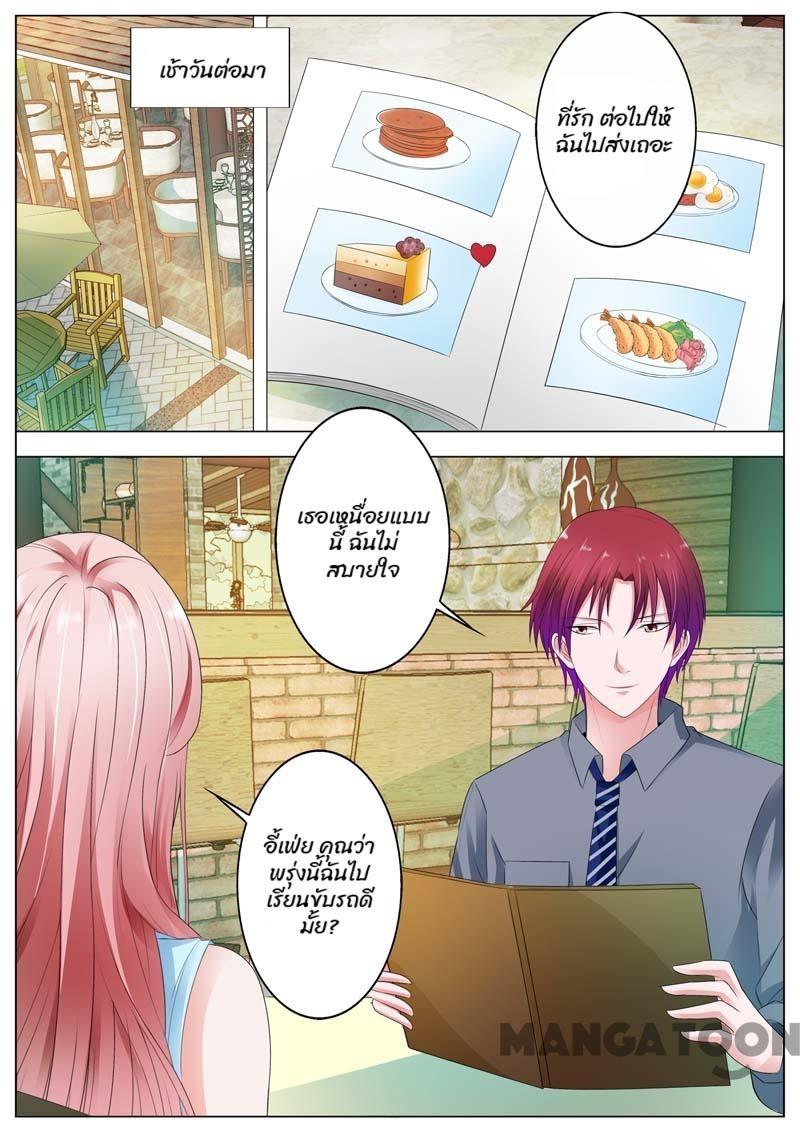 เช้าวันต่อมา
ที่รัก ต่อไปให้
ฉันไปส่งเถอะ
เธอเหนื่อยแบบ
นี้ ฉันไม่
สบายใจ
อี้เฟ่ย คุณว่า
พรุ่งนี้ฉันไป
เรียนขับรถดี
มั้ย?
MANGATOON